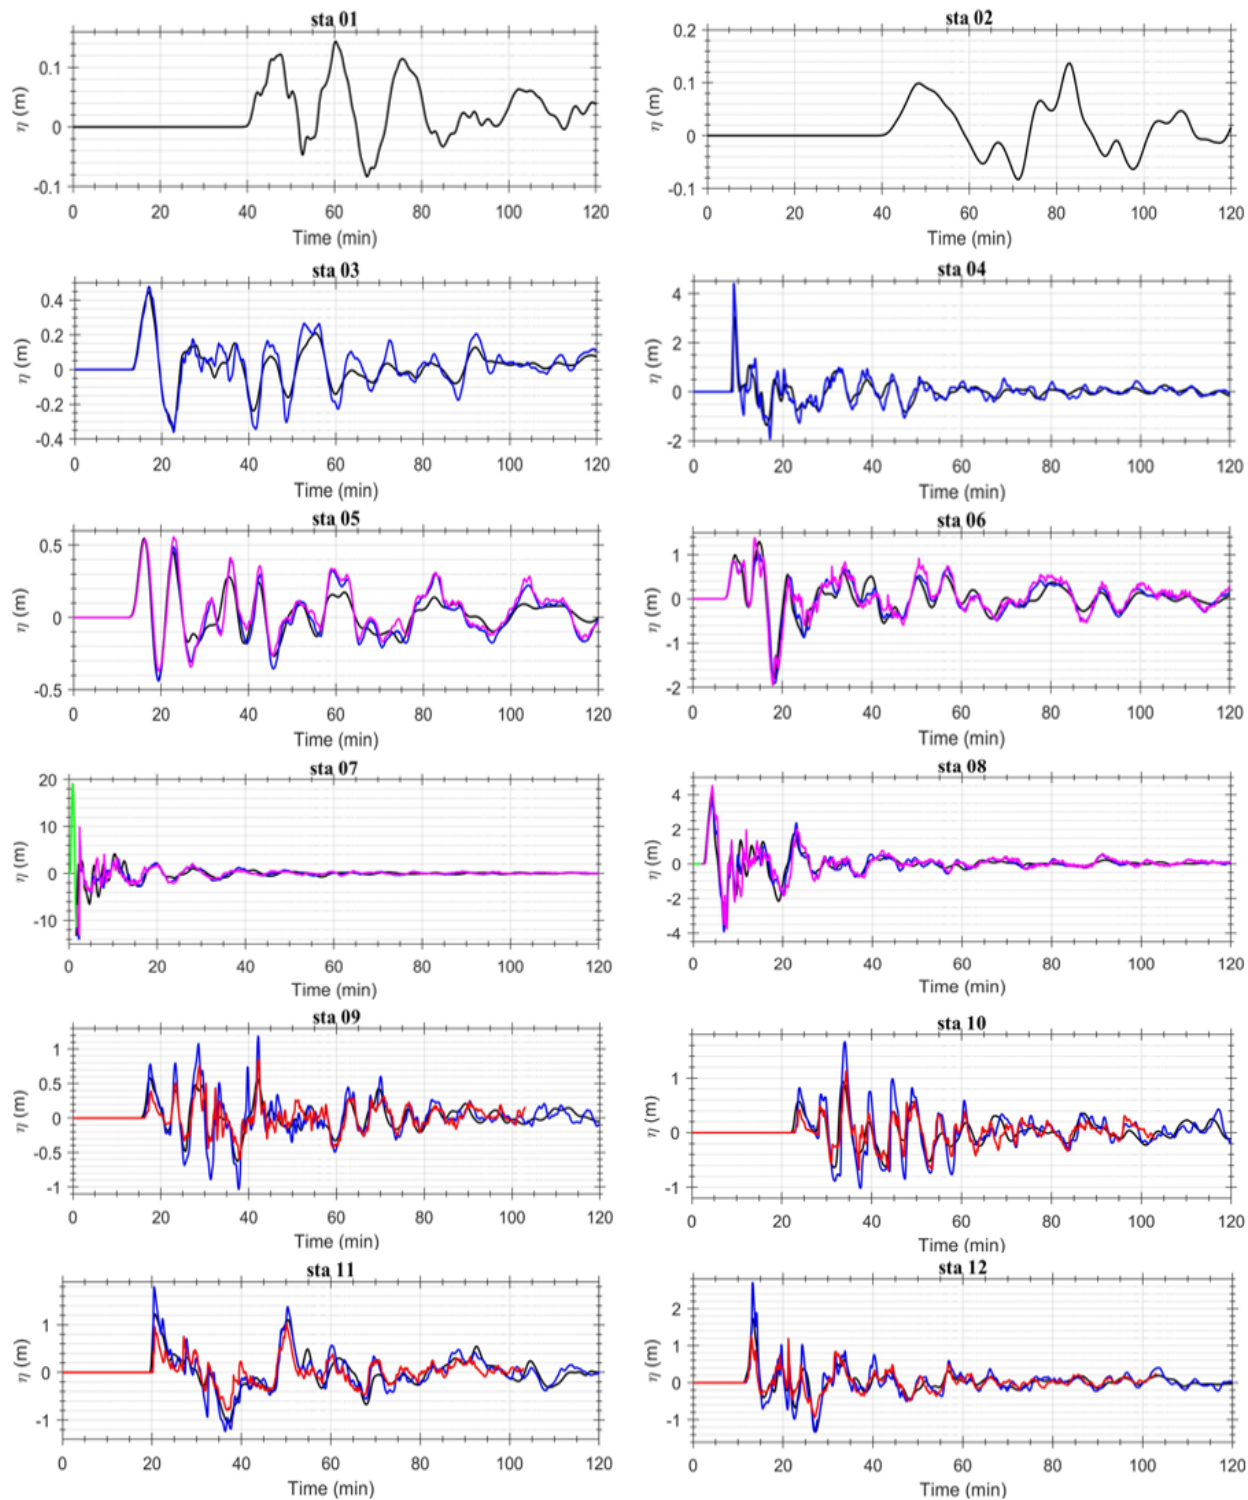 sta 01
0.1
0
-0.1
η (m)
0 20 40 60 80 100 120
Time (min)
sta 02
0.2
0.1
0
-0.1
η (m)
0 20 40 60 80 100 120
Time (min)
sta 03
0.4
0.2
0
-0.2
-0.4
η (m)
0 20 40 60 80 100 120
Time (min)
sta 04
4
2
0
-2
η (m)
0 20 40 60 80 100 120
Time (min)
sta 05
0.5
0
-0.5
η (m)
0 20 40 60 80 100 120
Time (min)
sta 06
1
0
-1
-2
η (m)
0 20 40 60 80 100 120
Time (min)
sta 07
20
10
0
-10
η (m)
0 20 40 60 80 100 120
Time (min)
sta 08
4
2
0
-2
-4
η (m)
0 20 40 60 80 100 120
Time (min)
sta 09
1
0.5
0
-0.5
-1
η (m)
0 20 40 60 80 100 120
Time (min)
sta 10
1
0
-1
η (m)
0 20 40 60 80 100 120
Time (min)
sta 11
1
0
-1
η (m)
0 20 40 60 80 100 120
Time (min)
sta 12
2
1
0
-1
η (m)
0 20 40 60 80 100 120
Time (min)